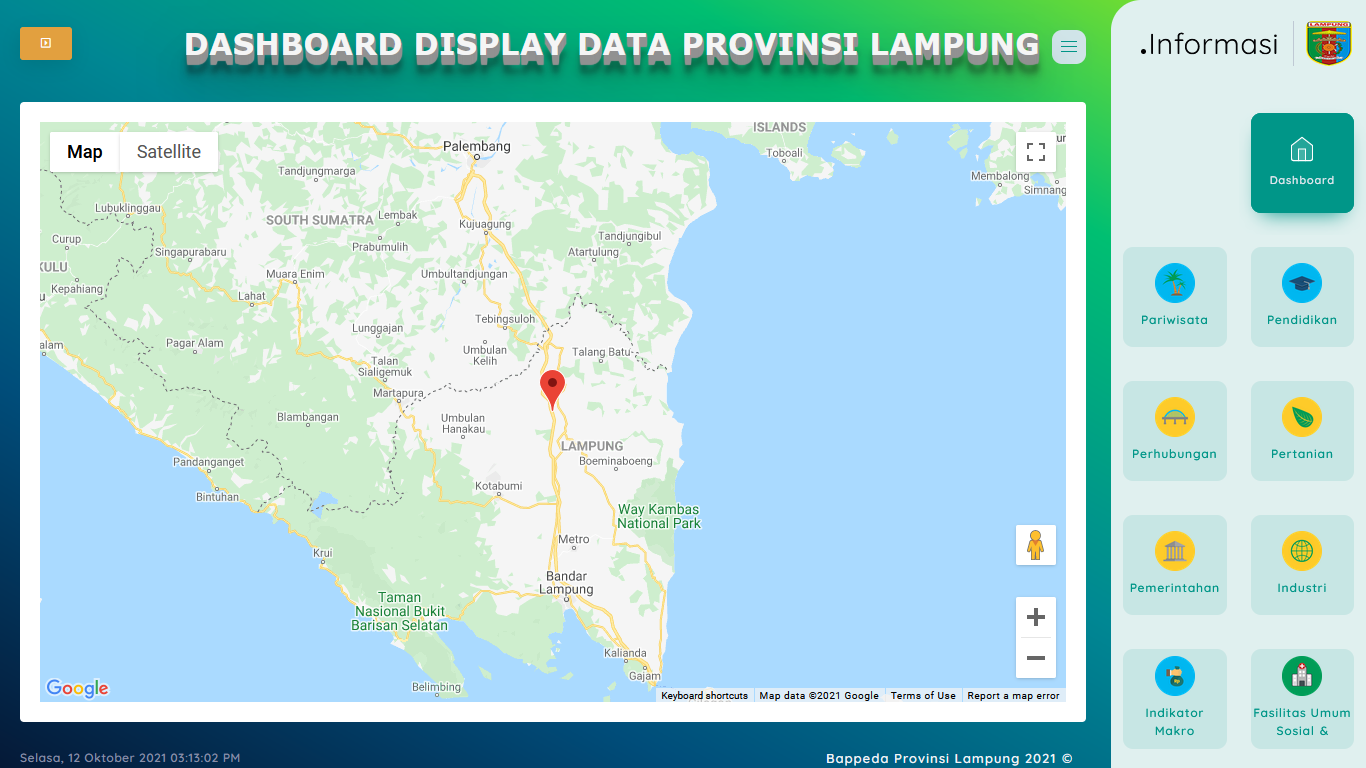 DASHBOARD DISPLAY DATA PROVINSI LAMPUNG
.Informasi
LAMPUNG
Map
Satellite
ISLANDS
Toboali
Palembang
Tandjungmarga
Membalong
Simnang
Lubuklinggau
SOUTH SUMATRA
Lembak
Kujuagung
Curup
Prabumulih
Tandjungibul
Singapurabaru
Atartulung
KULU
Kepahiang
Muara Enim
Umbultandjungan
Lahat
Tebingsuloh
Lunggajan
Pagar Alam
alam
Umbulan
Kelih
Talang Batu
Talan
Sialigemuk
Martapura
Blambangan
Umbulan
Hanakau
LAMPUNG
Boeminaboeng
Pandanganget
Bintuhan
Kotabumi
Way Kambas
National Park
Metro
Krui
Bandar
Lampung
Taman
Nasional Bukit
Barisan Selatan
Kalianda
Gajam
Belimbing
Google
Keyboard shortcuts
Map data ©2021 Google
Terms of Use
Report a map error
Dashboard
Pariwisata
Pendidikan
Perhubungan
Pertanian
Pemerintahan
Industri
Indikator
Makro
Fasilitas Umum
Sosial &
Selasa, 12 Oktober 2021 03:13:02 PM
Bappeda Provinsi Lampung 2021 ©